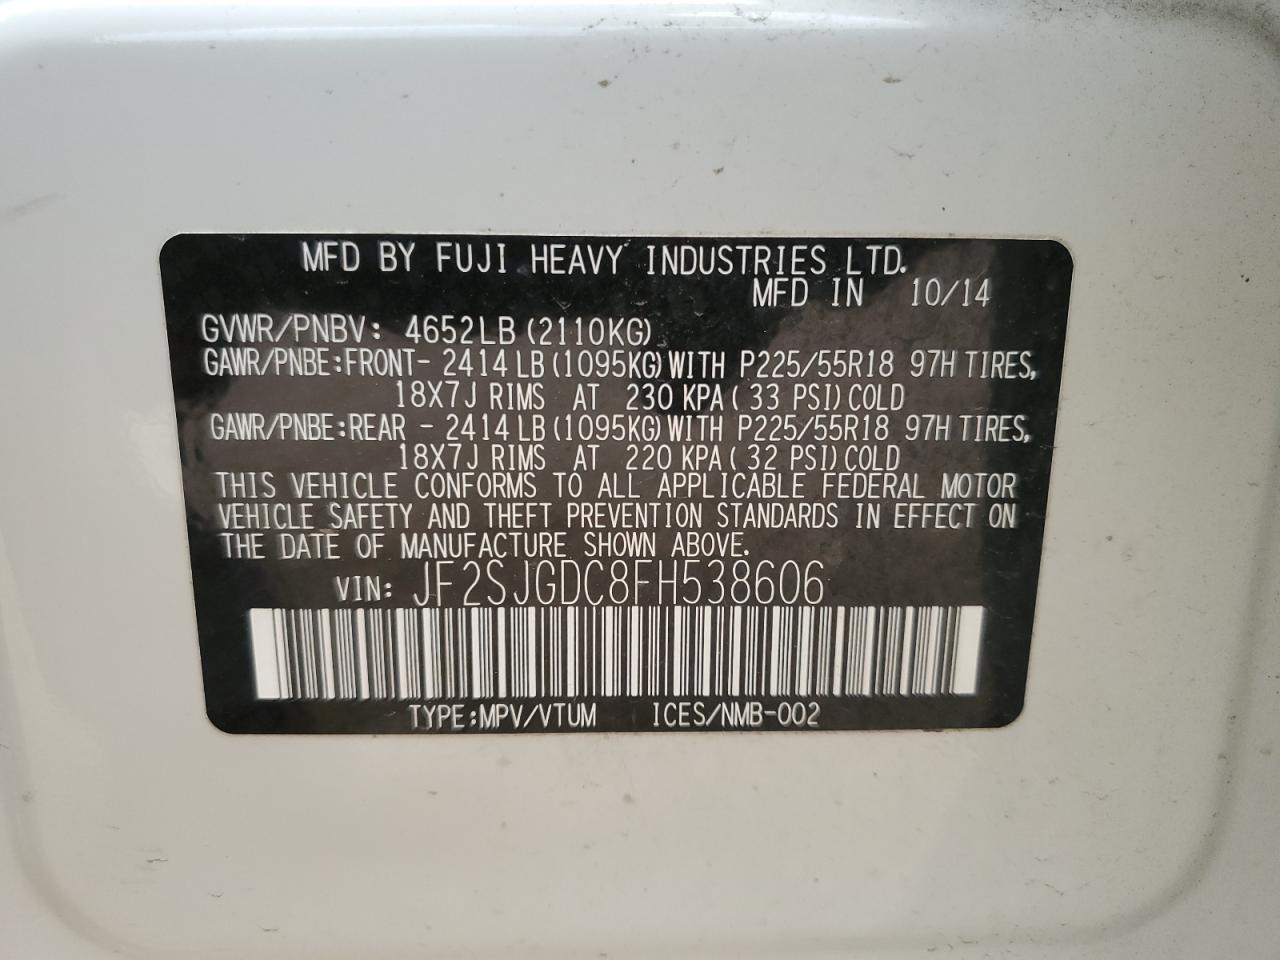 MFD BY FUJI HEAVY INDUSTRIES LTD.
MFD IN 10/14
GVWR/PNBV: 4652LB (2110KG)
GAWR/PNBE:FRONT- 2414LB (1095KG) WITH P225/55R18 97H TIRES,
18X7J RIMS AT 230 KPA ( 33 PSI) COLD
GAWR/PNBE:REAR - 2414LB (1095KG) WITH P225/55R18 97H TIRES,
18X7J RIMS AT 220 KPA ( 32 PSI) COLD
THIS VEHICLE CONFORMS TO ALL APPLICABLE FEDERAL MOTOR
VEHICLE SAFETY AND THEFT PREVENTION STANDARDS IN EFFECT ON
THE DATE OF MANUFACTURE SHOWN ABOVE.
VIN: JF2SJGDC8FH538606
TYPE:MPV/VTUM ICES/NMB-002